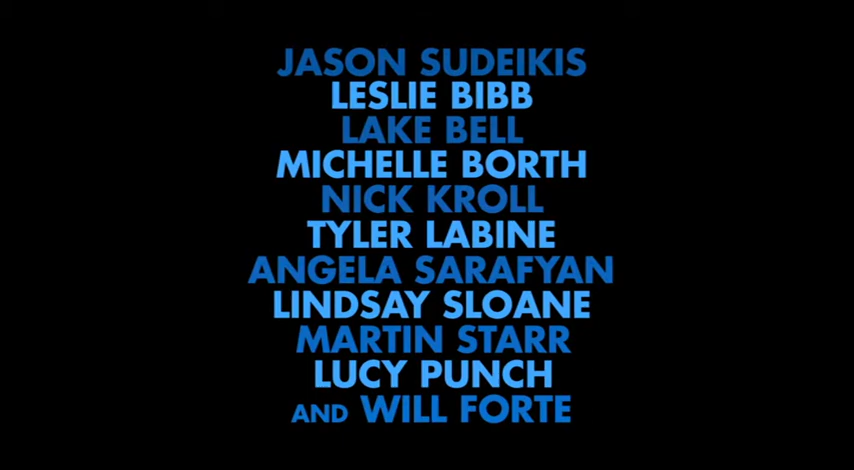 JASON SUDEIKIS
LESLIE BIBB
LAKE BELL
MICHELLE BORTH
NICK KROLL
TYLER LABINE
ANGELA SARAFYAN
LINDSAY SLOANE
MARTIN STARR
LUCY PUNCH
AND WILL FORTE